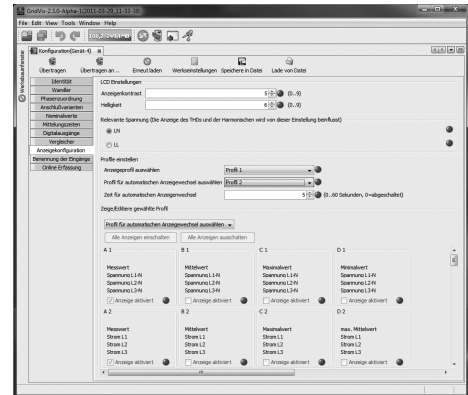 GridVis-2.3.0-Alpha-1(2011-03-29_11-33-38)
File Edit View Tools Window Help
Konfiguration(Gerät-4)
Werteübersichtsfenster
Übertragen Übertragen an .. Erneut laden Werkseinstellungen Speichere in Datei Lade von Datei
Identität
Wandler
Phasenzuordnung
Anschlußvarianten
Nominalwerte
Mittelungszeiten
Digitalausgänge
Vergleicher
Anzeigekonfiguration
Benennung der Eingänge
Online Erfassung
LCD Einstellungen
Anzeigenkontrast 5 (0..9)
Helligkeit 6 (0..9)
Relevante Spannung (Die Anzeige des THDs und der Harmonischen wird von dieser Einstellung beinflusst)
LN
LL
Profile einstellen
Anzeigeprofil auswählen Profil 1
Profil für automatischen Anzeigewechsel auswählen Profil 2
Zeit für automatischen Anzeigenwechsel 5 (0..60 Sekunden, 0=abgeschaltet)
Zeige/Editiere gewählte Profil
Profil für automatischen Anzeigewechsel auswählen
Alle Anzeigen einschalten Alle Anzeigen ausschalten
A 1 B 1 C 1 D 1
Messwert Mittelwert Maximalwert Minimalwert
Spannung L1-N Spannung L1-N Spannung L1-N Spannung L1-N
Spannung L2-N Spannung L2-N Spannung L2-N Spannung L2-N
Spannung L3-N Spannung L3-N Spannung L3-N Spannung L3-N
Anzeige aktiviert Anzeige aktiviert Anzeige aktiviert Anzeige aktiviert
A 2 B 2 C 2 D 2
Messwert Mittelwert Maximalwert max. Mittelwert
Strom L1 Strom L1 Strom L1 Strom L1
Strom L2 Strom L2 Strom L2 Strom L2
Strom L3 Strom L3 Strom L3 Strom L3
Anzeige aktiviert Anzeige aktiviert Anzeige aktiviert Anzeige aktiviert